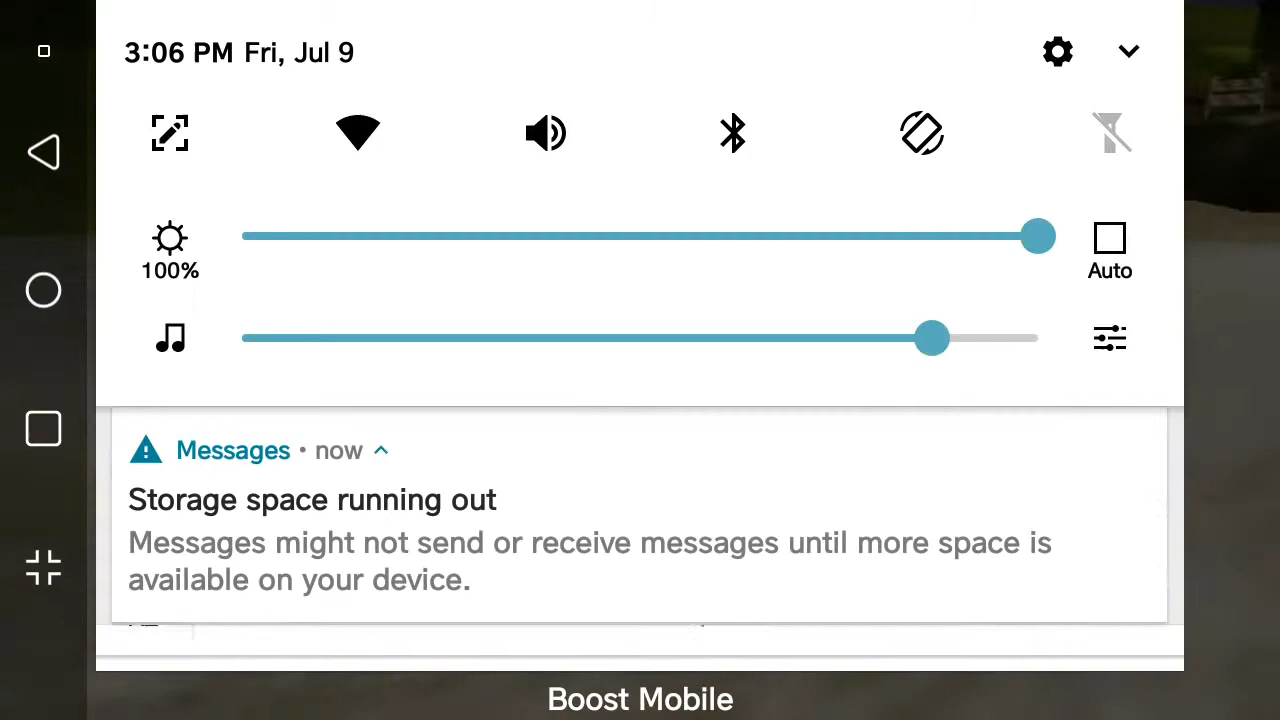 3:06 PM Fri, Jul 9
100%
Auto
Messages • now
Storage space running out
Messages might not send or receive messages until more space is
available on your device.
Boost Mobile